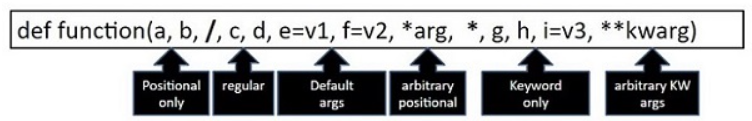 def function(a, b, /, c, d, e=v1, f=v2, *arg, *, g, h, i=v3, **kwarg)
Positional only
regular
Default args
arbitrary positional
Keyword only
arbitrary KW args